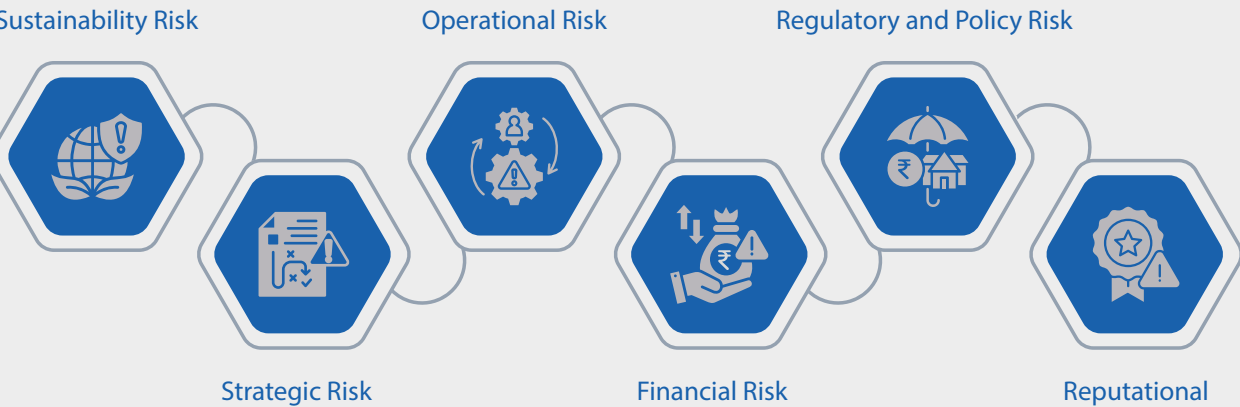 Sustainability Risk
Operational Risk
Regulatory and Policy Risk
₹
₹
Strategic Risk
Financial Risk
Reputational